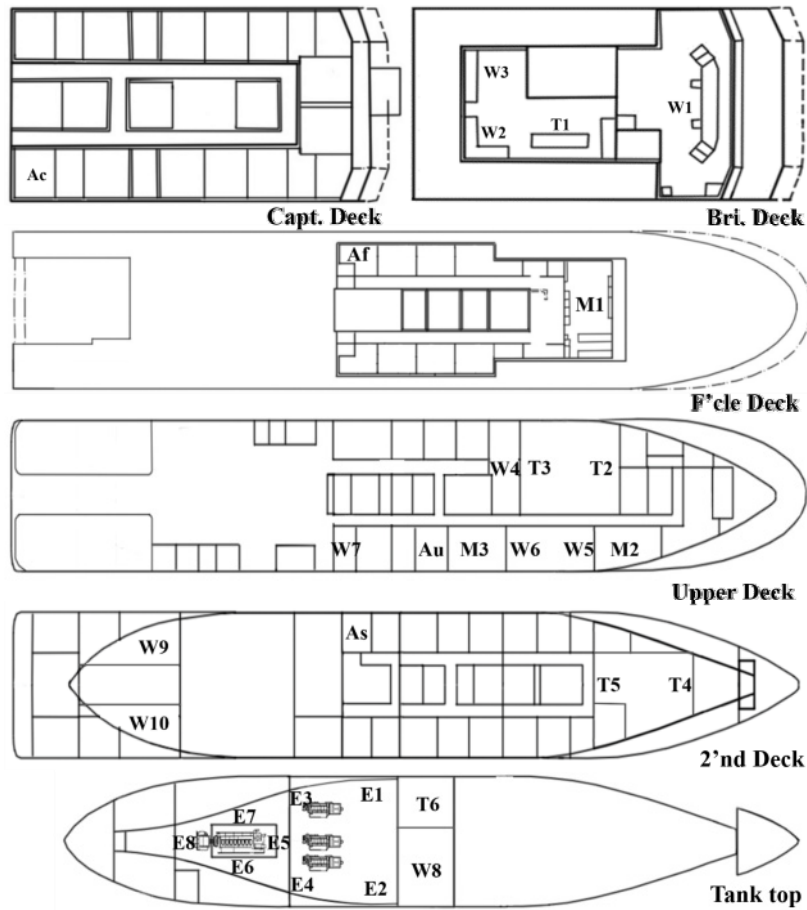 W3
W1
W2
T1
Ac
Capt. Deck
Bri. Deck
Af
M1
F'cle Deck
W4
T3
T2
W7
Au
M3
W6
W5
M2
Upper Deck
As
W9
T5
T4
W10
2'nd Deck
E3
E1
E7
T6
E8
E5
E6
E4
E2
W8
Tank top